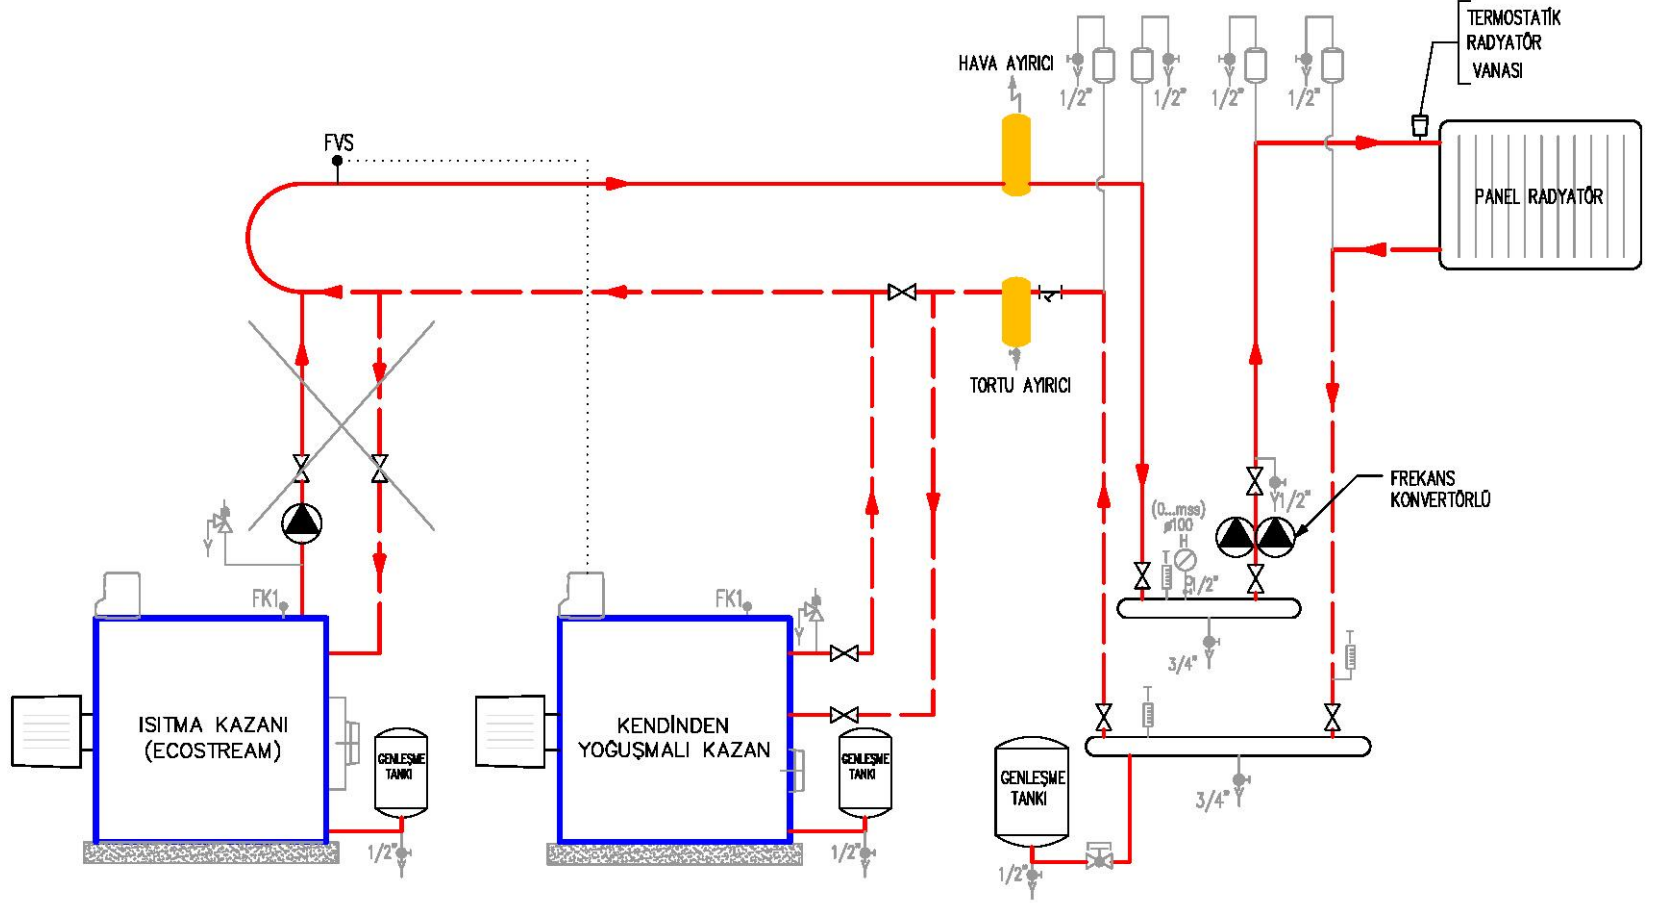 TERMOSTATİK
RADYATÖR
VANASI
HAVA AYIRICI
1/2"
1/2"
1/2"
1/2"
FVS
PANEL RADYATÖR
TORTU AYIRICI
FREKANS
KONVERTÖRLÜ
1/2"
(0...mss)
ø100
H
T
1/2"
FK1
FK1
3/4"
T
T
ISITMA KAZANI
(ECOSTREAM)
KENDİNDEN
YOĞUŞMALI KAZAN
GENLEŞME
TANKI
GENLEŞME
TANKI
GENLEŞME
TANKI
3/4"
1/2"
1/2"
1/2"